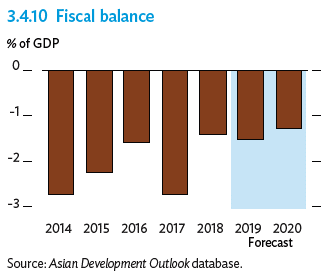 3.4.10 Fiscal balance
% of GDP
0
-1
-2
-3
2014 2015 2016 2017 2018 2019 2020
Forecast
Source: Asian Development Outlook database.